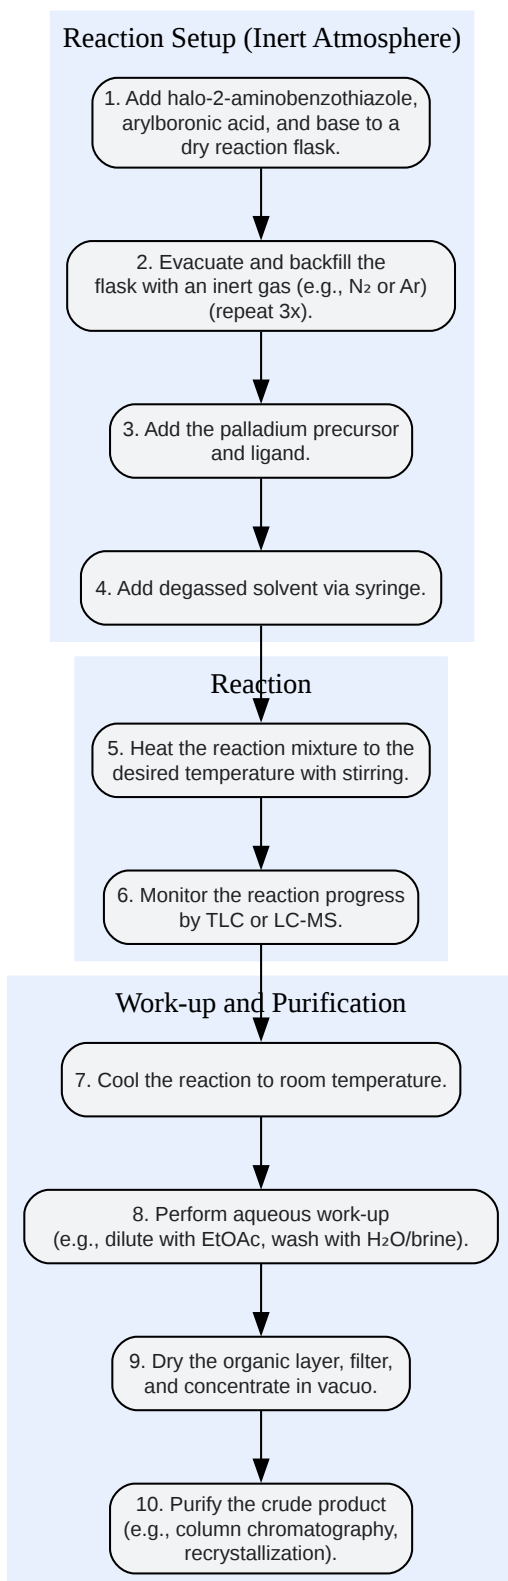 Reaction Setup (Inert Atmosphere)
1. Add halo-2-aminobenzothiazole,
arylboronic acid, and base to a
dry reaction flask.
2. Evacuate and backfill the
flask with an inert gas (e.g., N₂ or Ar)
(repeat 3x).
3. Add the palladium precursor
and ligand.
4. Add degassed solvent via syringe.
Reaction
5. Heat the reaction mixture to the
desired temperature with stirring.
6. Monitor the reaction progress
by TLC or LC-MS.
Work-up and Purification
7. Cool the reaction to room temperature.
8. Perform aqueous work-up
(e.g., dilute with EtOAc, wash with H₂O/brine).
9. Dry the organic layer, filter,
and concentrate in vacuo.
10. Purify the crude product
(e.g., column chromatography,
recrystallization).